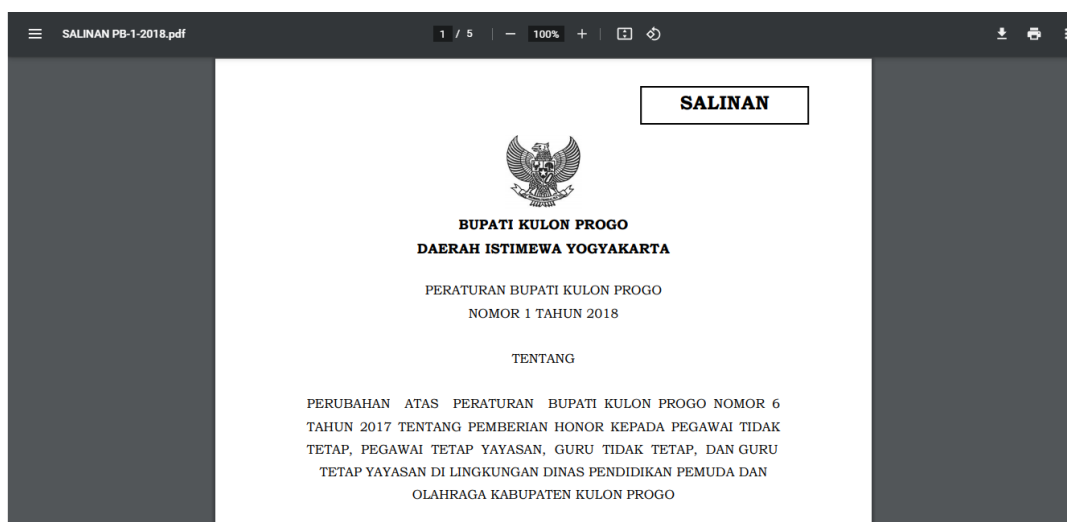 SALINAN PB-1-2018.pdf
1 / 5
100%
SALINAN
BUPATI KULON PROGO
DAERAH ISTIMEWA YOGYAKARTA
PERATURAN BUPATI KULON PROGO
NOMOR 1 TAHUN 2018
TENTANG
PERUBAHAN ATAS PERATURAN BUPATI KULON PROGO NOMOR 6
TAHUN 2017 TENTANG PEMBERIAN HONOR KEPADA PEGAWAI TIDAK
TETAP, PEGAWAI TETAP YAYASAN, GURU TIDAK TETAP, DAN GURU
TETAP YAYASAN DI LINGKUNGAN DINAS PENDIDIKAN PEMUDA DAN
OLAHRAGA KABUPATEN KULON PROGO